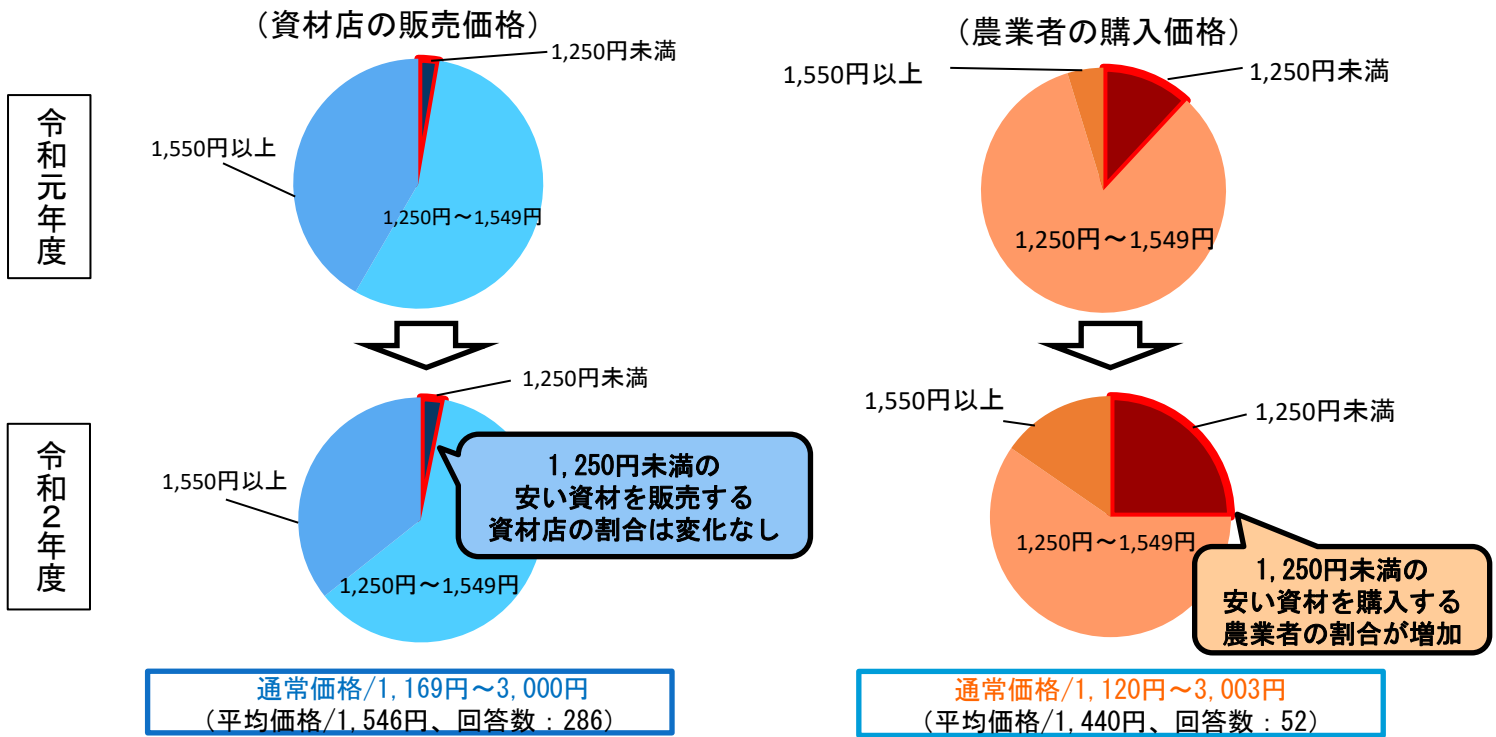 （資材店の販売価格）
1,250円未満
1,550円以上
1,250円～1,549円
（農業者の購入価格）
1,550円以上
1,250円未満
1,250円～1,549円
令和元年度
令和２年度
1,250円未満
1,550円以上
1,250円～1,549円
1,250円未満の
安い資材を販売する
資材店の割合は変化なし
1,550円以上
1,250円未満
1,250円～1,549円
1,250円未満の
安い資材を購入する
農業者の割合が増加
通常価格/1,169円～3,000円
（平均価格/1,546円、回答数：286）
通常価格/1,120円～3,003円
（平均価格/1,440円、回答数：52）